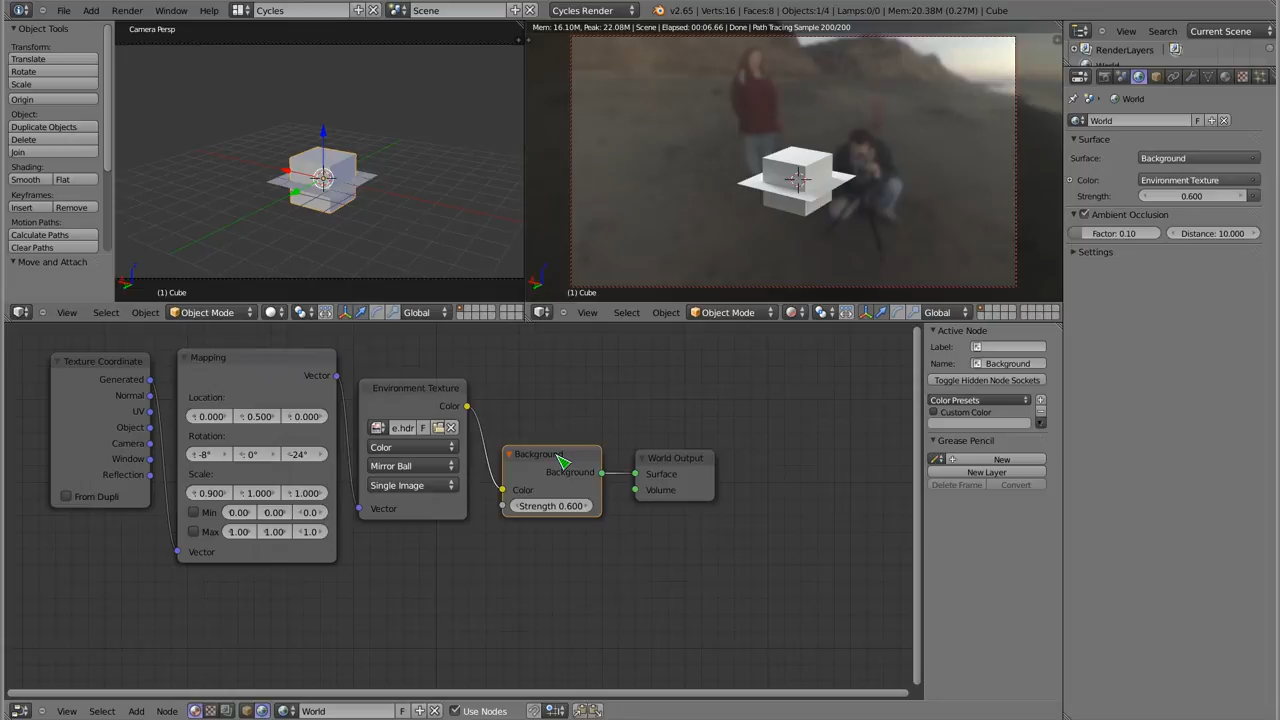 File Add Render Window Help Cycles Scene Cycles Render v2.65 | Verts:16 | Faces:8 | Objects:1/4 | Lamps:0/0 | Mem:20.38M (0.27M) | Cube
Object Tools
Transform:
Translate
Rotate
Scale
Origin
Object:
Duplicate Objects
Delete
Join
Shading:
Smooth Flat
Keyframes:
Insert Remove
Motion Paths:
Calculate Paths
Clear Paths
Move and Attach
Camera Persp
(1) Cube
View Select Object Object Mode Global
Mem: 16.10M, Peak: 22.08M | Scene | Elapsed: 00:06.66 | Done | Path Tracing Sample 200/200
(1) Cube
View Select Object Object Mode Global
View Search Current Scene
RenderLayers
World
World
World F
Surface
Surface: Background
Color: Environment Texture
Strength: 0.600
Ambient Occlusion
Factor: 0.10 Distance: 10.000
Settings
Texture Coordinate
Generated
Normal
UV
Object
Camera
Window
Reflection
From Dupli
Mapping
Vector
Location:
0.000 0.500 0.000
Rotation:
-8° 0° -24°
Scale:
0.900 1.000 1.000
Min 0.00 0.00 -0.0
Max 1.00 1.00 1.0
Vector
Environment Texture
Color
e.hdr F
Color
Mirror Ball
Single Image
Vector
Background
Background
Color
Strength 0.600
World Output
Surface
Volume
Active Node
Label:
Name: Background
Toggle Hidden Node Sockets
Color Presets
Custom Color
Grease Pencil
New
New Layer
Delete Frame Convert
View Select Add Node World F Use Nodes